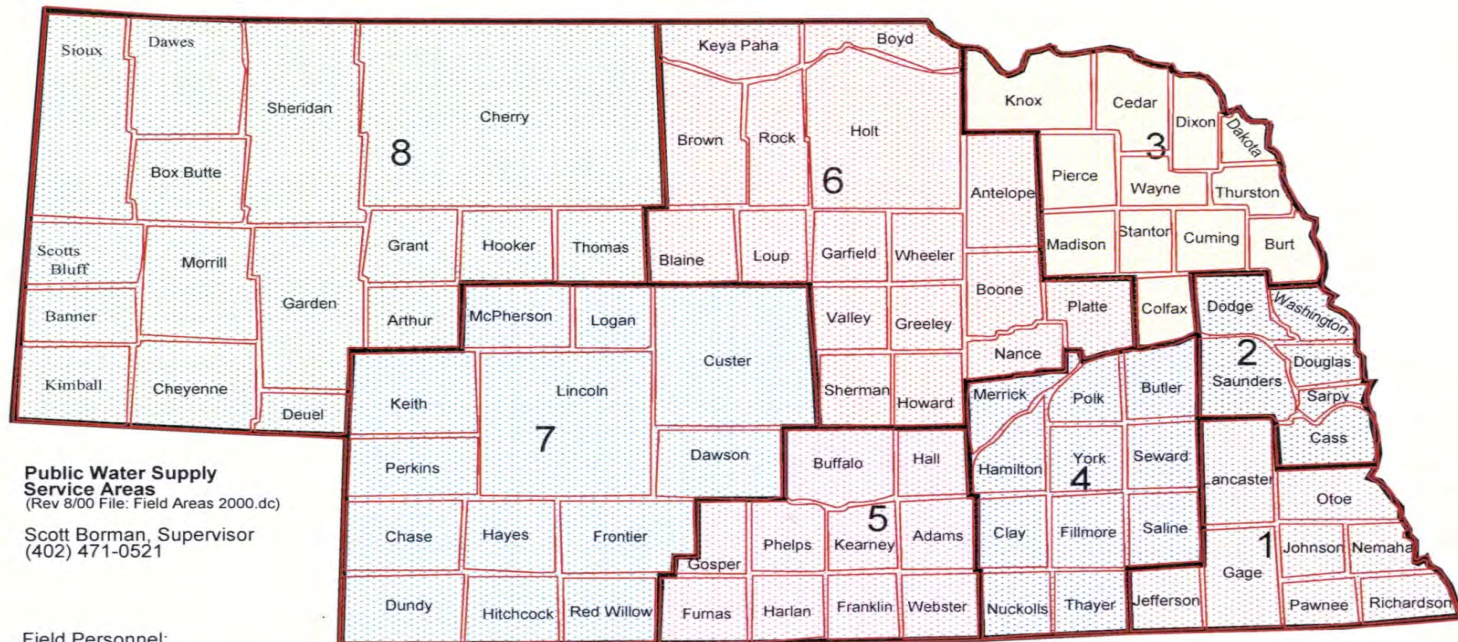 Sioux
Dawes
Sheridan
Cherry
8
Box Butte
Scotts
Bluff
Morrill
Garden
Grant
Hooker
Thomas
Banner
Arthur
Kimball
Cheyenne
Deuel
Keya Paha
Boyd
Brown
Rock
Holt
6
Antelope
Blaine
Loup
Garfield
Wheeler
Boone
Valley
Greeley
Platte
Nance
Sherman
Howard
Knox
Cedar
Dixon
Dakota
3
Pierce
Wayne
Thurston
Madison
Stanton
Cuming
Burt
Colfax
Dodge
Washington
2
Douglas
Saunders
Sarpy
Cass
McPherson
Logan
Custer
Keith
Lincoln
7
Perkins
Dawson
Chase
Hayes
Frontier
Dundy
Hitchcock
Red Willow
Buffalo
Hall
5
Gosper
Phelps
Kearney
Adams
Furnas
Harlan
Franklin
Webster
Merrick
Polk
Butler
Hamilton
York
Seward
4
Clay
Fillmore
Saline
Nuckolls
Thayer
Lancaster
Otoe
1
Gage
Johnson
Nemaha
Jefferson
Pawnee
Richardson
Public Water Supply
Service Areas
(Rev 8/00 File: Field Areas 2000.dc)
Scott Borman, Supervisor
(402) 471-0521
Field Personnel: